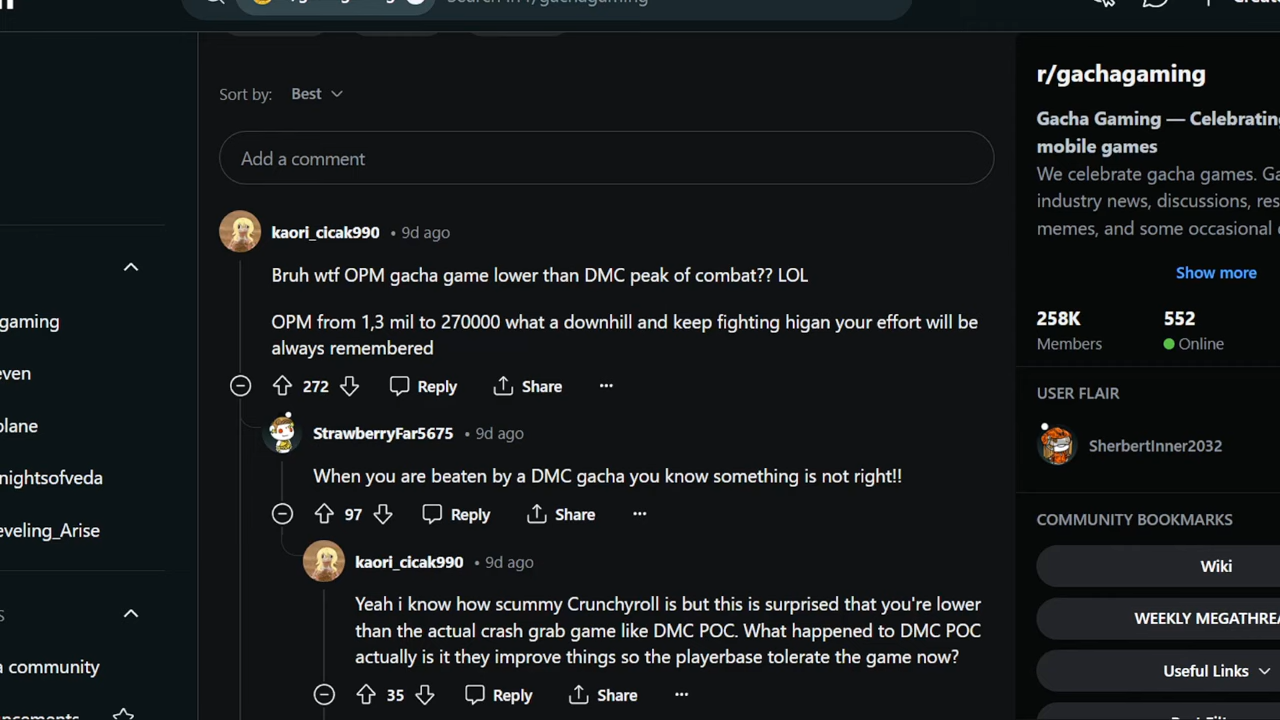 Sort by: Best
Add a comment
kaori_cicak990 • 9d ago
Bruh wtf OPM gacha game lower than DMC peak of combat?? LOL
OPM from 1,3 mil to 270000 what a downhill and keep fighting higan your effort will be
always remembered
272 Reply Share
StrawberryFar5675 • 9d ago
When you are beaten by a DMC gacha you know something is not right!!
97 Reply Share
kaori_cicak990 • 9d ago
Yeah i know how scummy Crunchyroll is but this is surprised that you're lower
than the actual crash grab game like DMC POC. What happened to DMC POC
actually is it they improve things so the playerbase tolerate the game now?
35 Reply Share
gaming
even
plane
nightsofveda
eveling_Arise
a community
r/gachagaming
Gacha Gaming — Celebrating
mobile games
We celebrate gacha games. Ga
industry news, discussions, res
memes, and some occasional
Show more
258K 552
Members Online
USER FLAIR
SherbertInner2032
COMMUNITY BOOKMARKS
Wiki
WEEKLY MEGATHREA
Useful Links